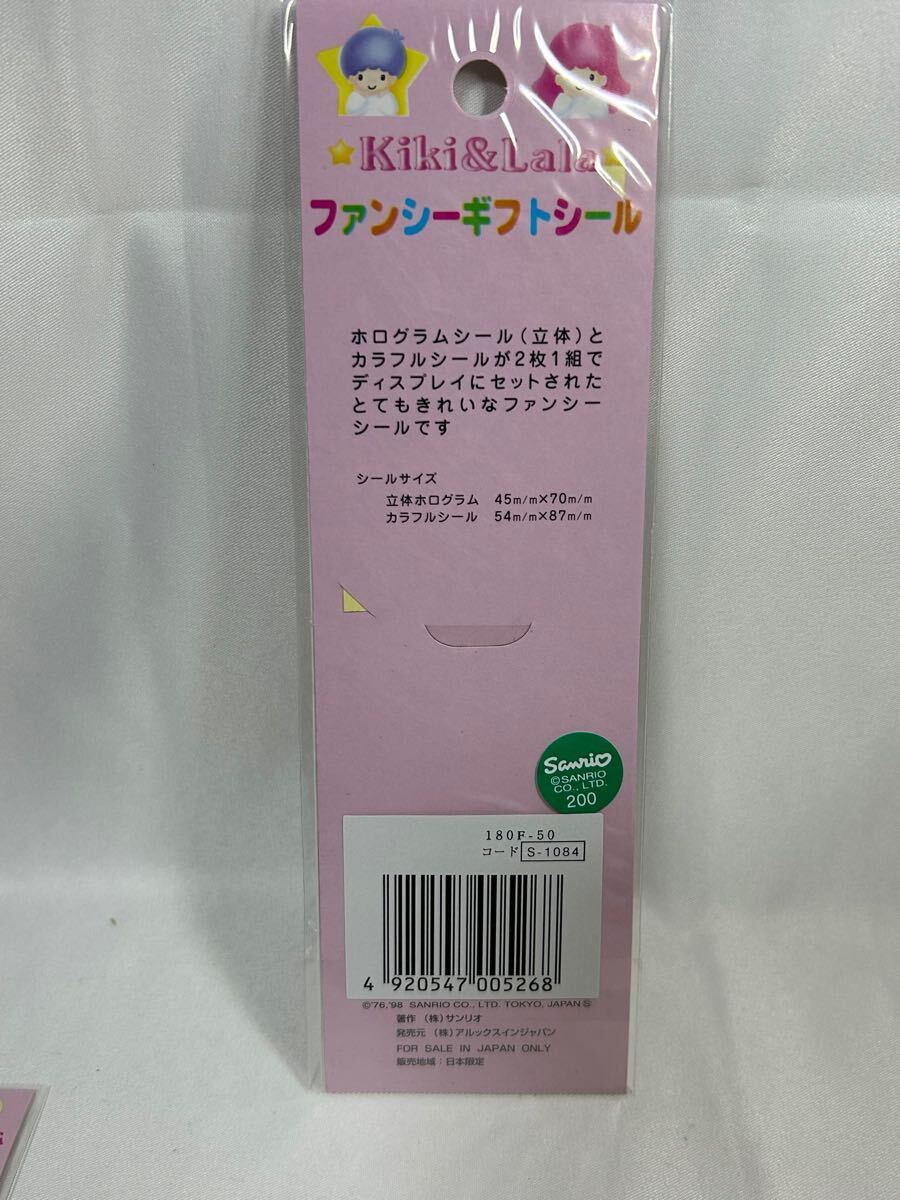 Kiki&Lala
ファンシーギフトシール
ホログラムシール(立体)と
カラフルシールが2枚1組で
ディスプレイにセットされた
とてもきれいなファンシー
シールです
シールサイズ
立体ホログラム 45m/m×70m/m
カラフルシール 54m/m×87m/m
Sanrio
©SANRIO
CO., LTD.
200
180F-50
コード S-1084
4 920547 005268
©'76,'98 SANRIO CO., LTD. TOKYO, JAPAN Ⓢ
著作 (株)サンリオ
発売元 (株)アルックスインジャパン
FOR SALE IN JAPAN ONLY
販売地域:日本限定